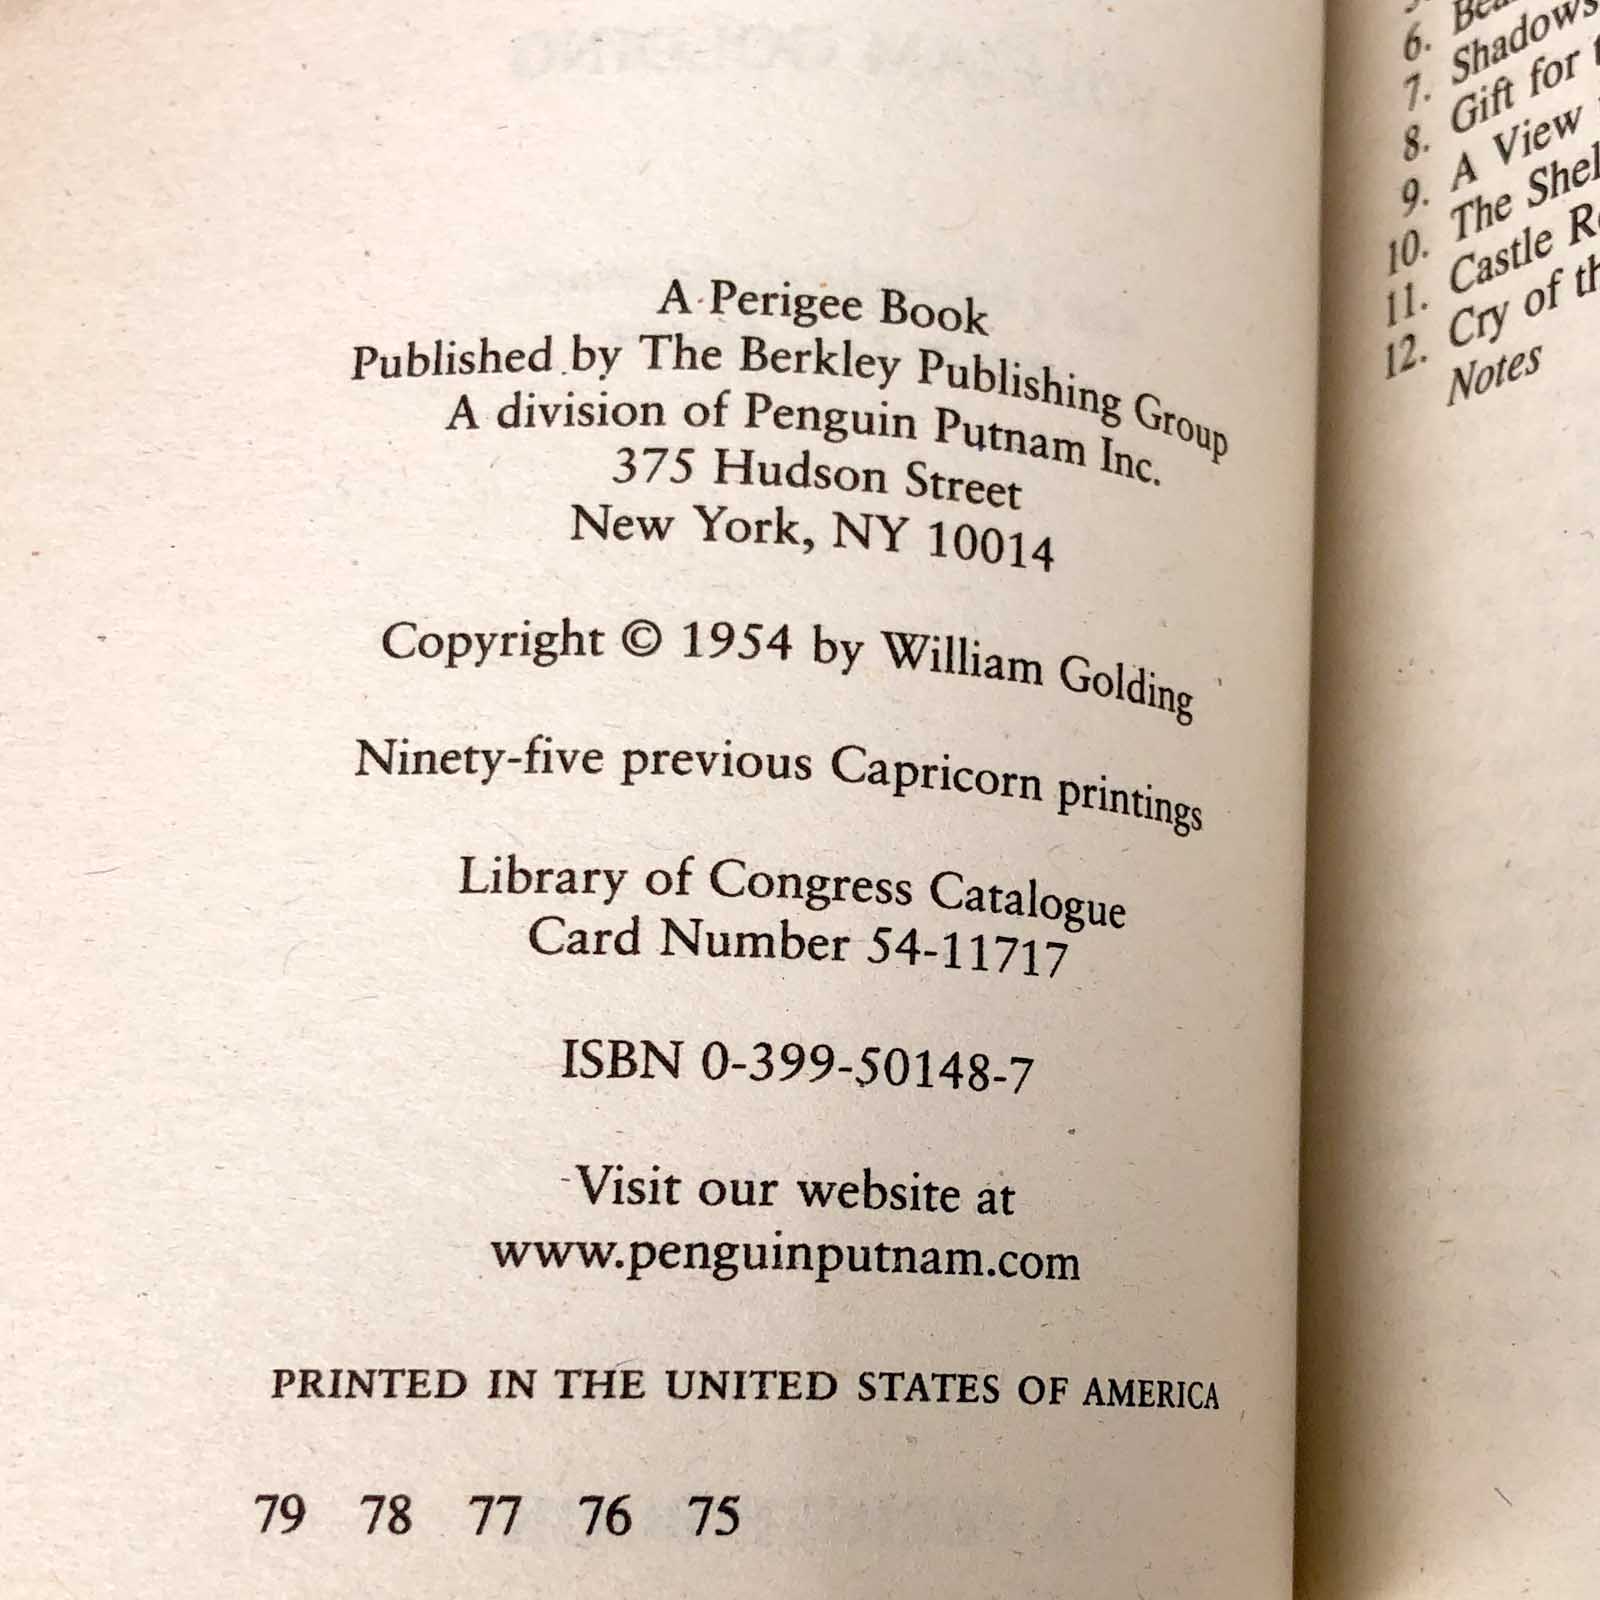 A Perigee Book
Published by The Berkley Publishing Group
A division of Penguin Putnam Inc.
375 Hudson Street
New York, NY 10014
Copyright © 1954 by William Golding
Ninety-five previous Capricorn printings
Library of Congress Catalogue
Card Number 54-11717
ISBN 0-399-50148-7
Visit our website at
www.penguinputnam.com
PRINTED IN THE UNITED STATES OF AMERICA
79 78 77 76 75
6.
7. Shadows
8. Gift for
9. A View
10. The
11. Castle
12. Cry of
Notes